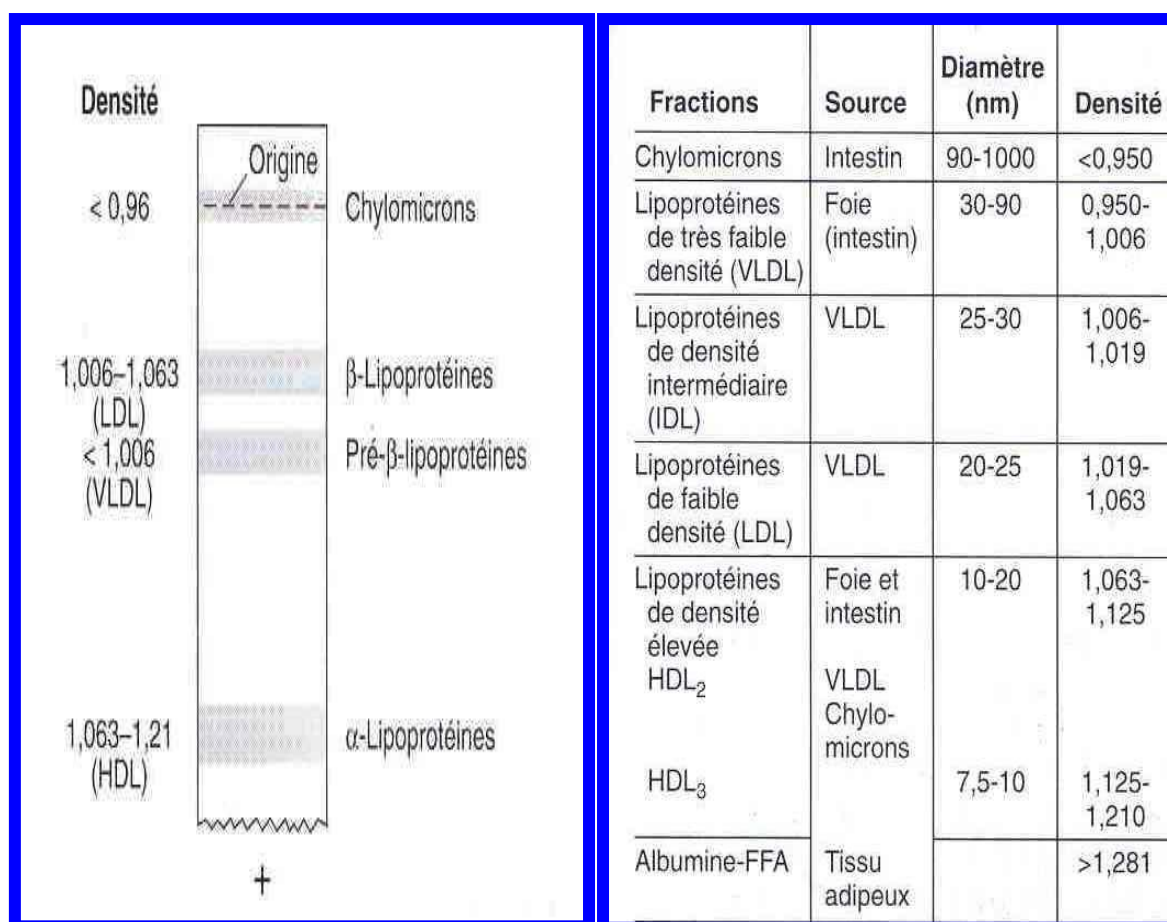 Densité
Origine
< 0,96
Chylomicrons
1,006–1,063
(LDL)
β-Lipoprotéines
< 1,006
(VLDL)
Pré-β-lipoprotéines
1,063–1,21
(HDL)
α-Lipoprotéines
+
Fractions Source Diamètre (nm) Densité
Chylomicrons Intestin 90-1000 <0,950
Lipoprotéines Foie 30-90 0,950-
de très faible (intestin) 1,006
densité (VLDL)
Lipoprotéines VLDL 25-30 1,006-
de densité 1,019
intermédiaire
(IDL)
Lipoprotéines VLDL 20-25 1,019-
de faible 1,063
densité (LDL)
Lipoprotéines Foie et 10-20 1,063-
de densité intestin 1,125
élevée
HDL2 VLDL
Chylo-
microns
HDL3 7,5-10 1,125-
1,210
Albumine-FFA Tissu >1,281
adipeux